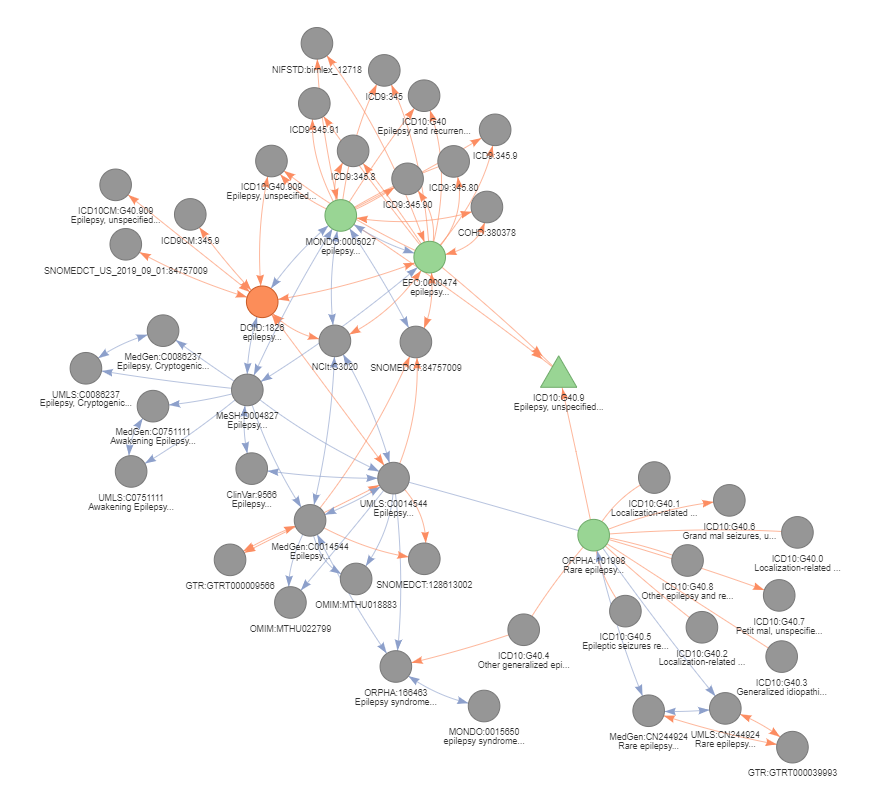 NIFSTD:birnlex_12718
ICD9:345
ICD10:G40
Epilepsy and recurren...
ICD9:345.91
ICD9:345.9
ICD9:345.8
ICD9:345.80
ICD10:G40.909
Epilepsy, unspecified...
ICD9:345.90
ICD10CM:G40.909
Epilepsy, unspecified...
COHD:380378
ICD9CM:345.9
MONDO:0005027
epilepsy...
SNOMEDCT_US_2019_09_01:84757009
EFO:0000474
epilepsy...
DOID:1826
epilepsy...
MedGen:C0086237
Epilepsy, Cryptogenic...
NCIt:C3020
SNOMEDCT:84757009
UMLS:C0086237
Epilepsy, Cryptogenic...
ICD10:G40.9
Epilepsy, unspecified...
MeSH:D004827
Epilepsy...
MedGen:C0751111
Awakening Epilepsy...
UMLS:C0751111
Awakening Epilepsy...
ClinVar:9566
Epilepsy...
UMLS:C0014544
Epilepsy...
ICD10:G40.1
Localization-related ...
ICD10:G40.6
Grand mal seizures, u...
MedGen:C0014544
Epilepsy...
ICD10:G40.0
Localization-related ...
ORPHA:101998
Rare epilepsy...
GTR:GTRT000009566
SNOMEDCT:128613002
ICD10:G40.8
Other epilepsy and re...
OMIM:MTHU018883
ICD10:G40.7
Petit mal, unspecifie...
OMIM:MTHU022799
ICD10:G40.5
Epileptic seizures re...
ICD10:G40.4
Other generalized epi...
ICD10:G40.2
Localization-related ...
ICD10:G40.3
Generalized idiopathi...
ORPHA:166463
Epilepsy syndrome...
MONDO:0015650
epilepsy syndrome...
MedGen:CN244924
Rare epilepsy...
UMLS:CN244924
Rare epilepsy...
GTR:GTRT000039993